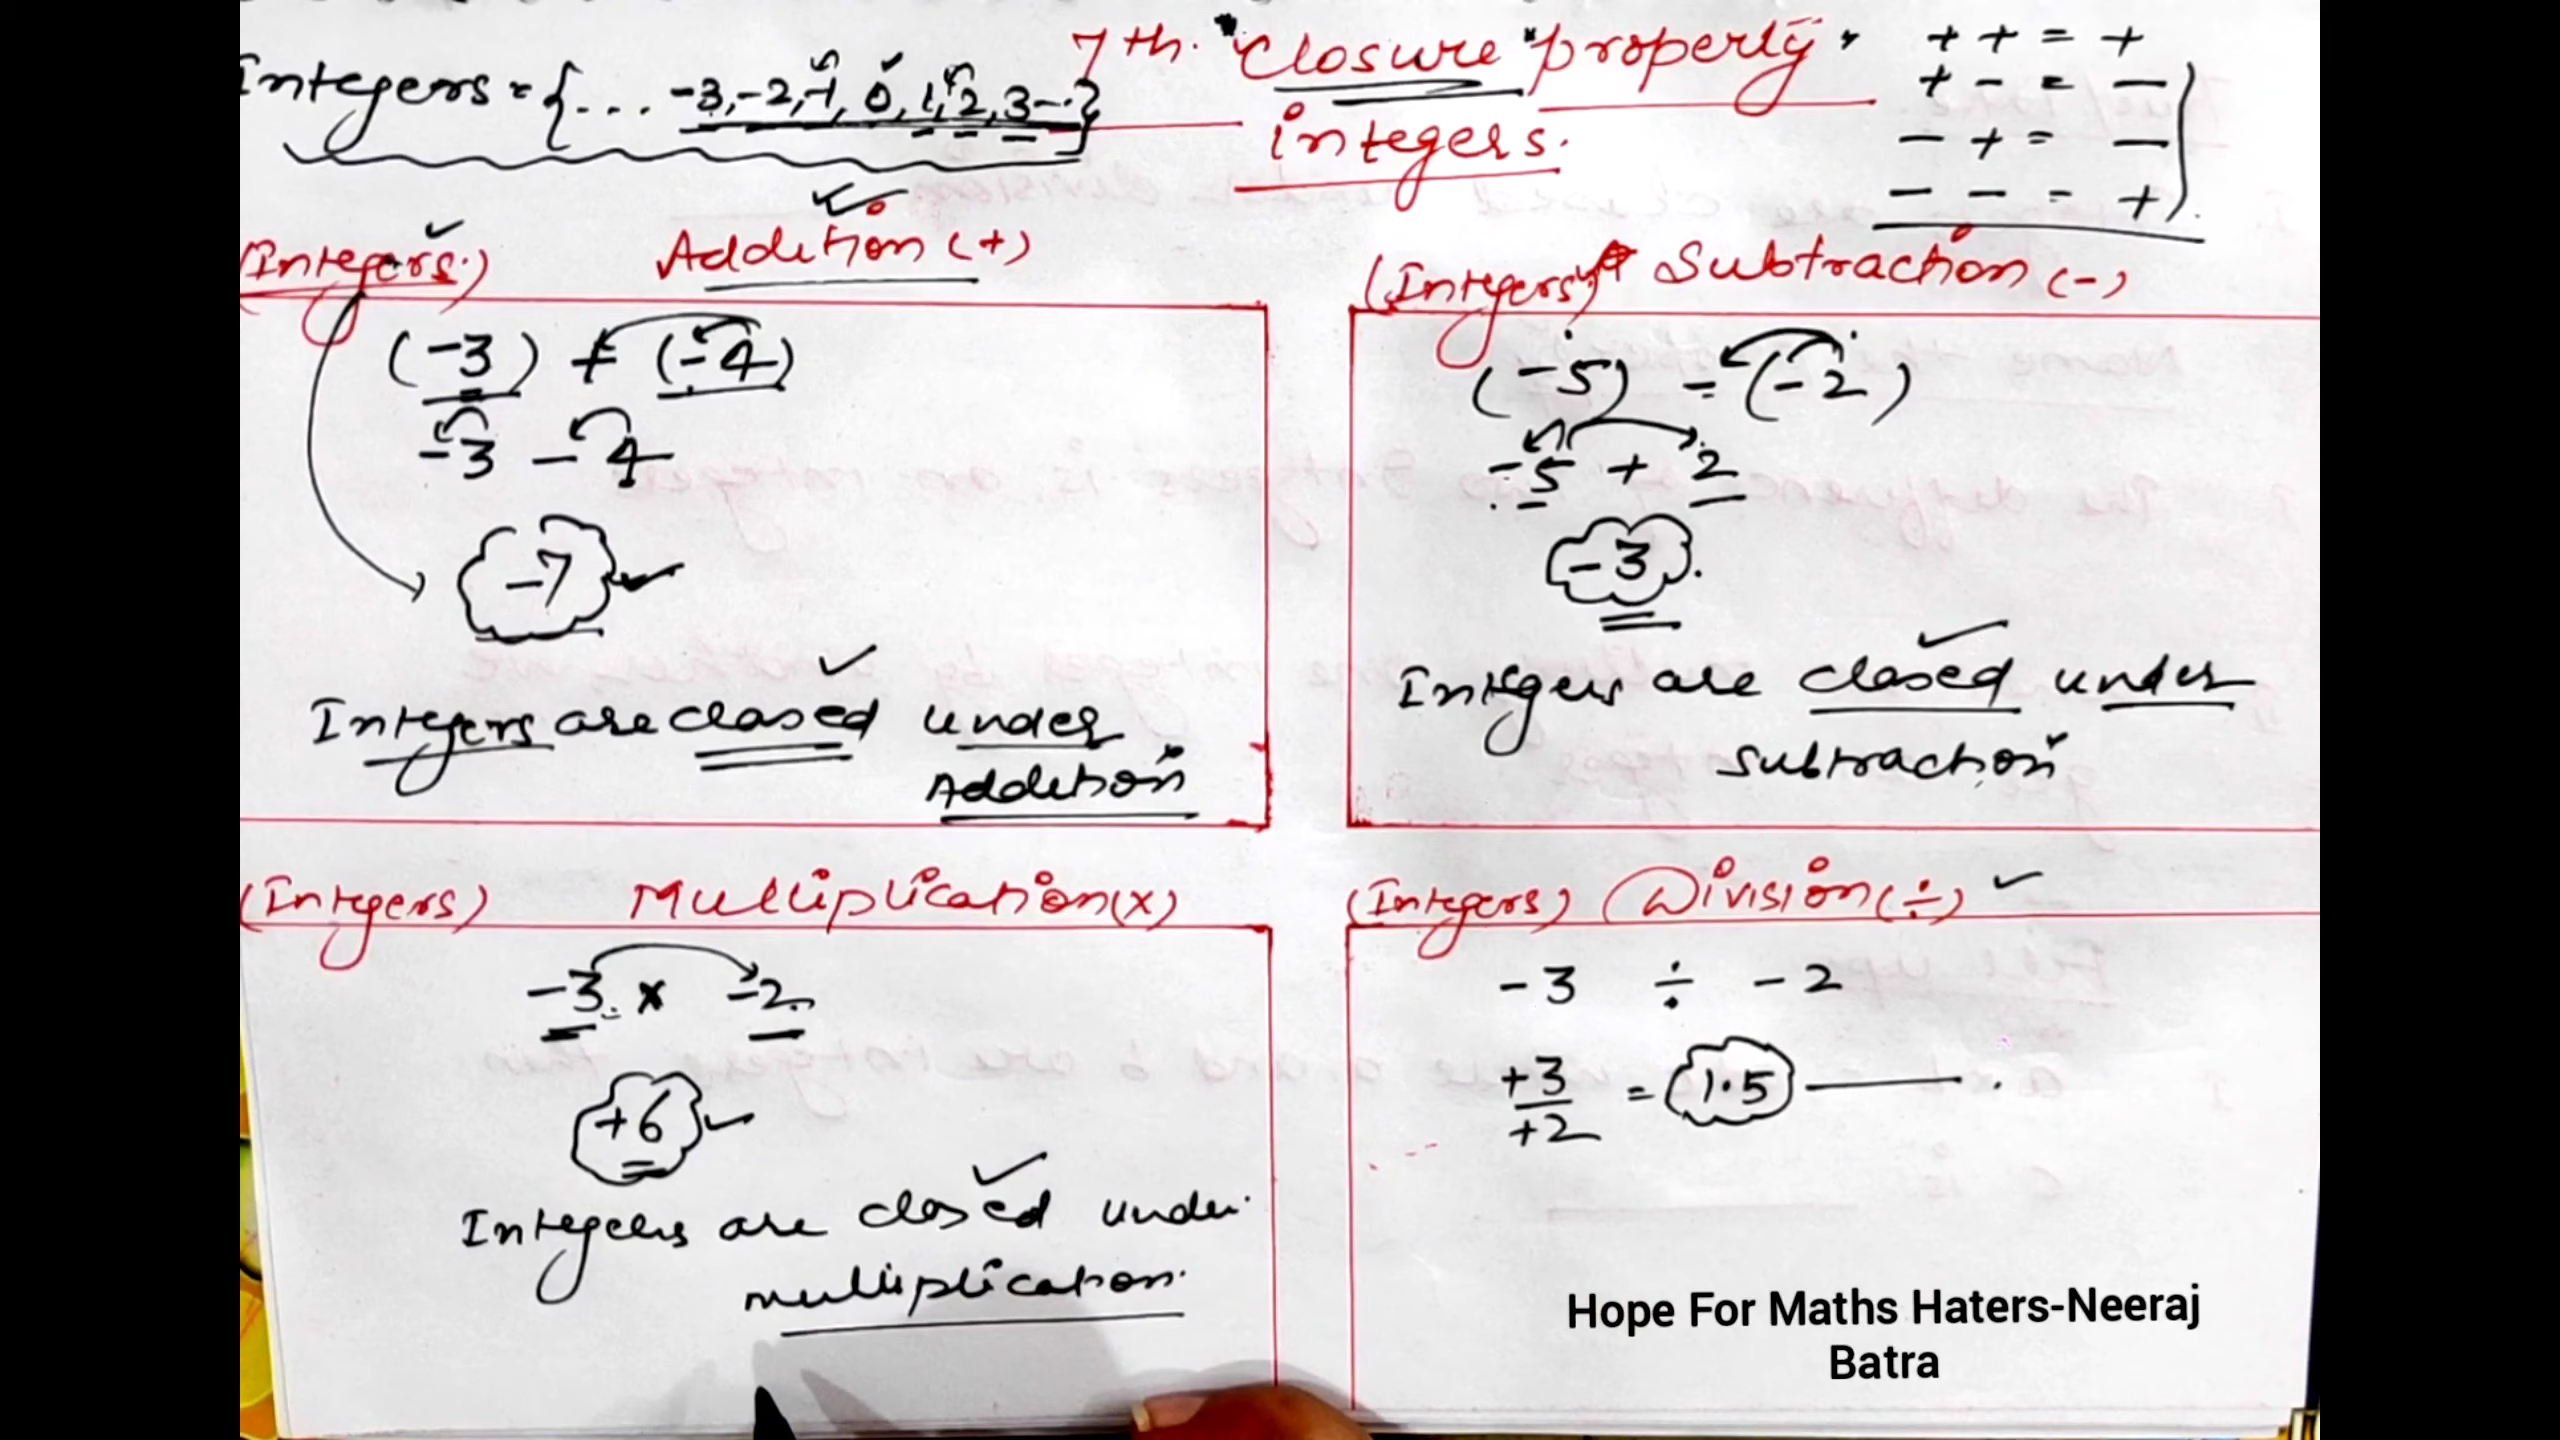 Integers = {... -3, -2, -1, 0, 1, 2, 3 ...}
7th. "Closure" property
integers.
+ + = +
+ - = -
- + = -
- - = +
(Integers) Addition (+)
(-3) + (-4)
-3 - 4
-7
Integers are closed under
Addition
(Integers) Subtraction (-)
(-5) - (-2)
-5 + 2
-3
Integers are closed under
subtraction
(Integers) Multiplication (x)
-3 x -2
+6
Integers are closed under
multiplication.
(Integers) Division (÷)
-3 ÷ -2
+3/+2 = 1.5
Hope For Maths Haters-Neeraj
Batra